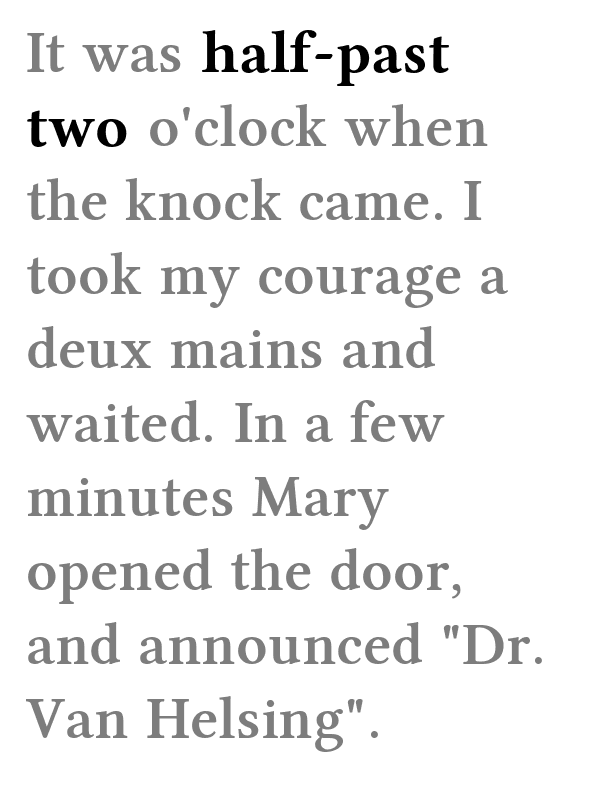 It was half-past
two o'clock when
the knock came. I
took my courage a
deux mains and
waited. In a few
minutes Mary
opened the door,
and announced "Dr.
Van Helsing".